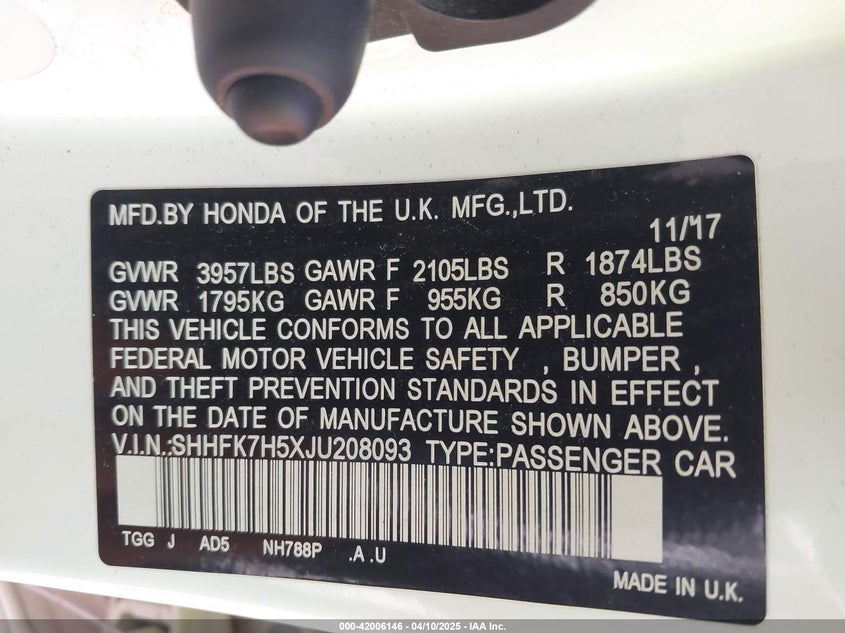 MFD.BY HONDA OF THE U.K. MFG.,LTD.
11/17
GVWR 3957LBS GAWR F 2105LBS R 1874LBS
GVWR 1795KG GAWR F 955KG R 850KG
THIS VEHICLE CONFORMS TO ALL APPLICABLE
FEDERAL MOTOR VEHICLE SAFETY , BUMPER ,
AND THEFT PREVENTION STANDARDS IN EFFECT
ON THE DATE OF MANUFACTURE SHOWN ABOVE.
V.I.N.:SHHFK7H5XJU208093 TYPE:PASSENGER CAR
TGG J AD5 NH788P .A .U
MADE IN U.K.
000-42006146 - 04/10/2025 - IAA Inc.